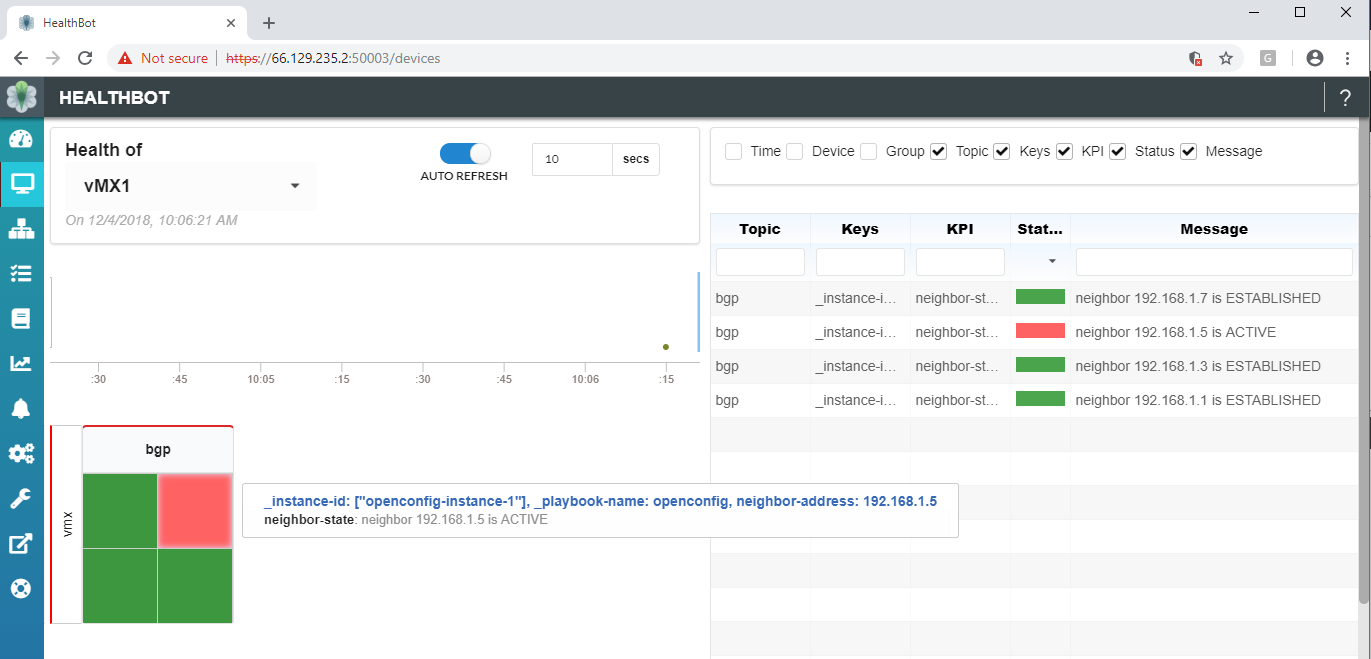 HealthBot
Not secure https://66.129.235.2:50003/devices
G
HEALTHBOT
?
Health of
vMX1
On 12/4/2018, 10:06:21 AM
AUTO REFRESH
10 secs
Time Device Group Topic Keys KPI Status Message
Topic Keys KPI Stat... Message
bgp _instance-i... neighbor-st... neighbor 192.168.1.7 is ESTABLISHED
bgp _instance-i... neighbor-st... neighbor 192.168.1.5 is ACTIVE
bgp _instance-i... neighbor-st... neighbor 192.168.1.3 is ESTABLISHED
bgp _instance-i... neighbor-st... neighbor 192.168.1.1 is ESTABLISHED
:30 :45 10:05 :15 :30 :45 10:06 :15
bgp
vmx
_instance-id: ["openconfig-instance-1"], _playbook-name: openconfig, neighbor-address: 192.168.1.5
neighbor-state: neighbor 192.168.1.5 is ACTIVE